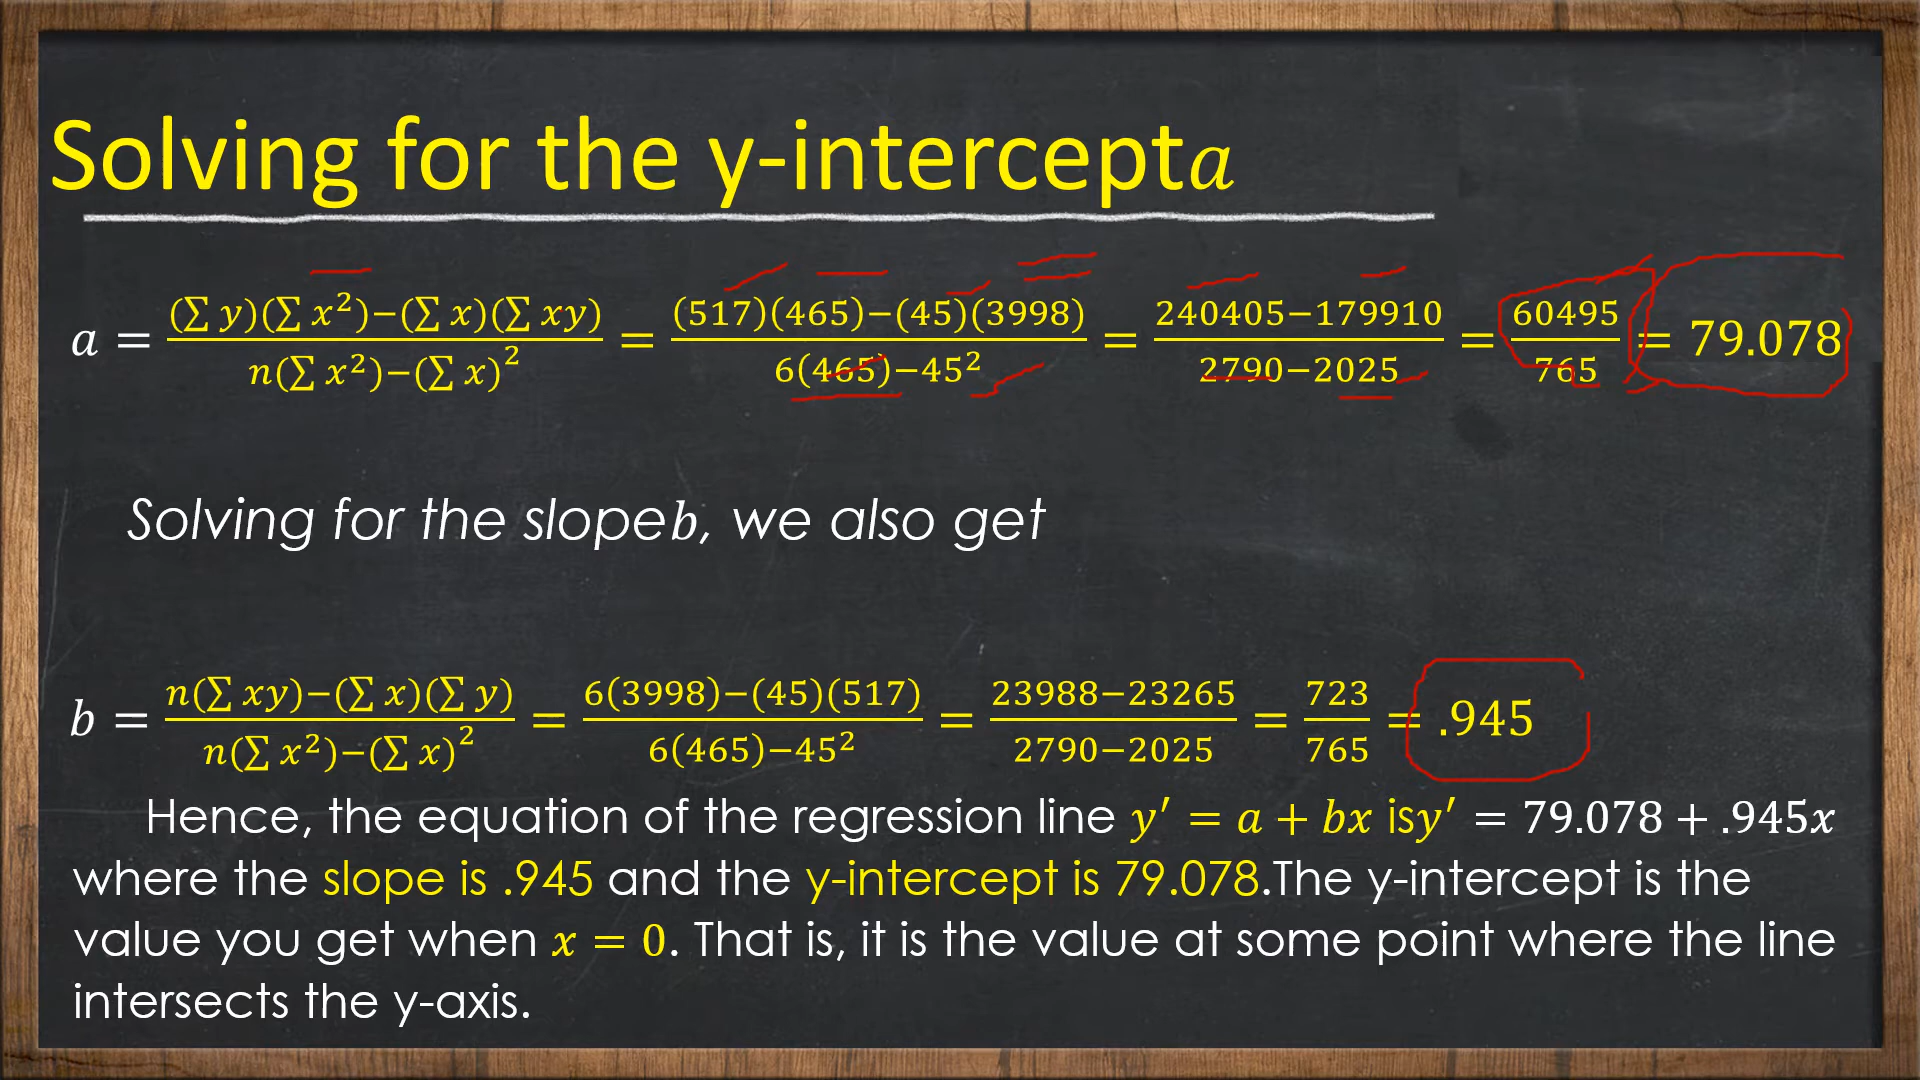 Solving for the y-intercept𝑎
𝑎 = (∑ 𝑦)(∑ 𝑥²)−(∑ 𝑥)(∑ 𝑥𝑦) / 𝑛(∑ 𝑥²)−(∑ 𝑥)² = (517)(465)−(45)(3998) / 6(465)−45² = 240405−179910 / 2790−2025 = 60495 / 765 = 79.078
Solving for the slope𝑏, we also get
𝑏 = 𝑛(∑ 𝑥𝑦)−(∑ 𝑥)(∑ 𝑦) / 𝑛(∑ 𝑥²)−(∑ 𝑥)² = 6(3998)−(45)(517) / 6(465)−45² = 23988−23265 / 2790−2025 = 723 / 765 = .945
Hence, the equation of the regression line 𝑦′ = 𝑎 + 𝑏𝑥 is𝑦′ = 79.078 + .945𝑥
where the slope is .945 and the y-intercept is 79.078.The y-intercept is the
value you get when 𝑥 = 0. That is, it is the value at some point where the line
intersects the y-axis.